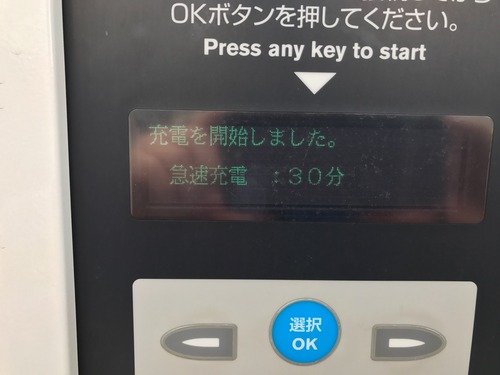 OKボタンを押してください。
Press any key to start
充電を開始しました。
急速充電 :30分
選択
OK